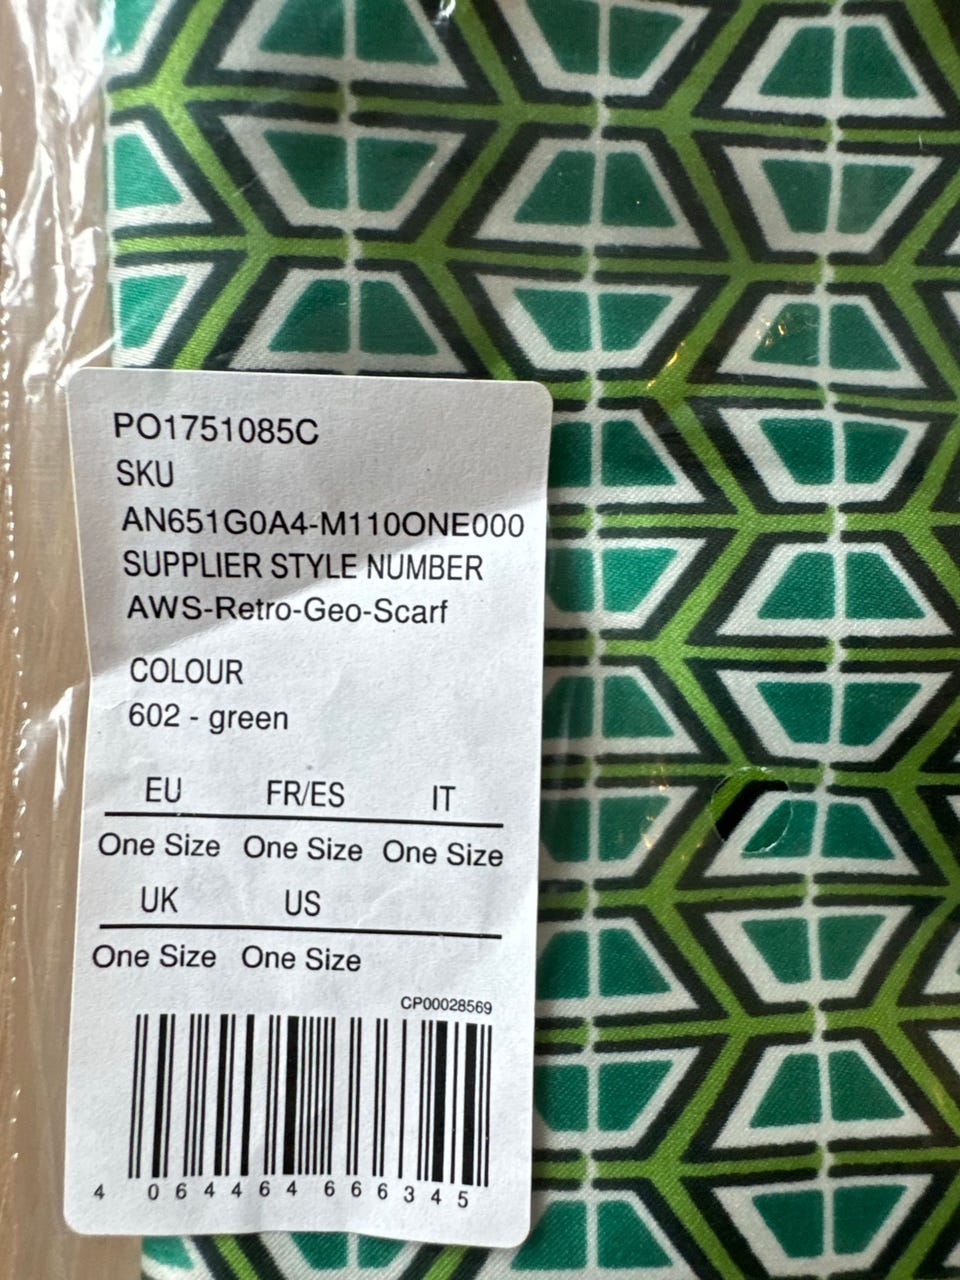 PO1751085C
SKU
AN651G0A4-M110ONE000
SUPPLIER STYLE NUMBER
AWS-Retro-Geo-Scarf
COLOUR
602 - green
EU FR/ES IT
One Size One Size One Size
UK US
One Size One Size
CP00028569
4 064464 666345